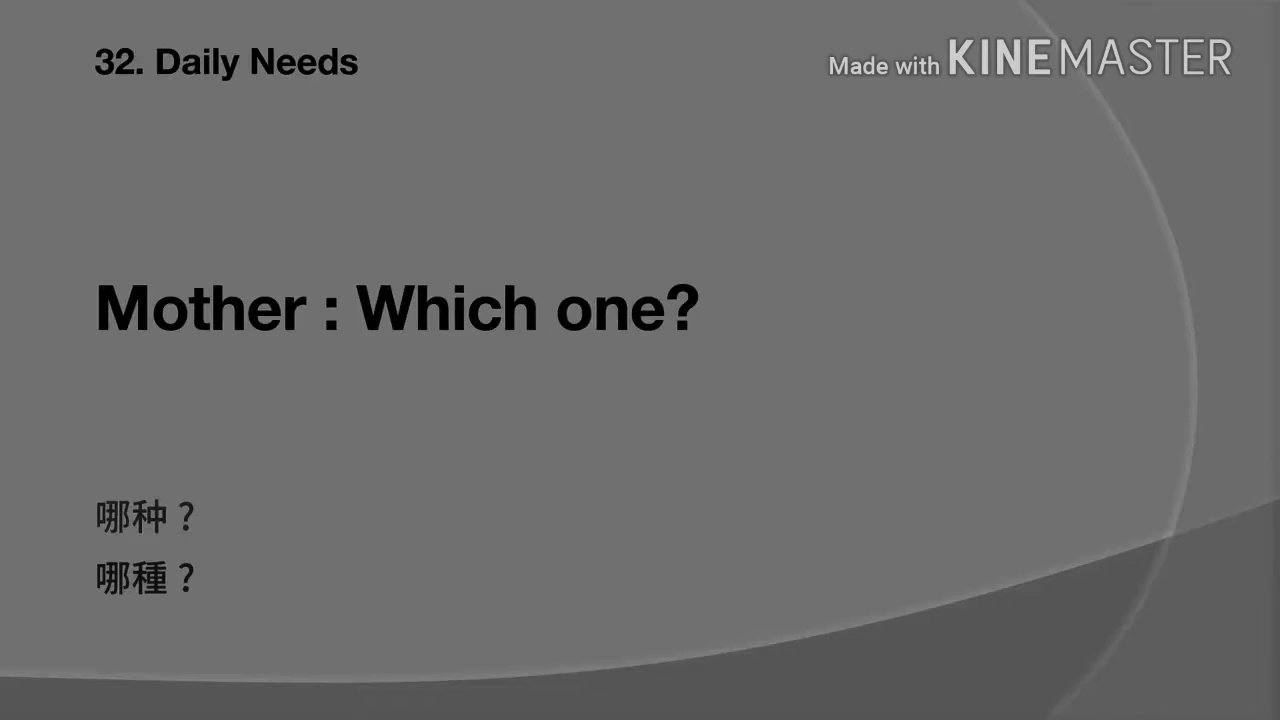 32. Daily Needs
Made with KINEMASTER
Mother : Which one?
哪种？
哪種？